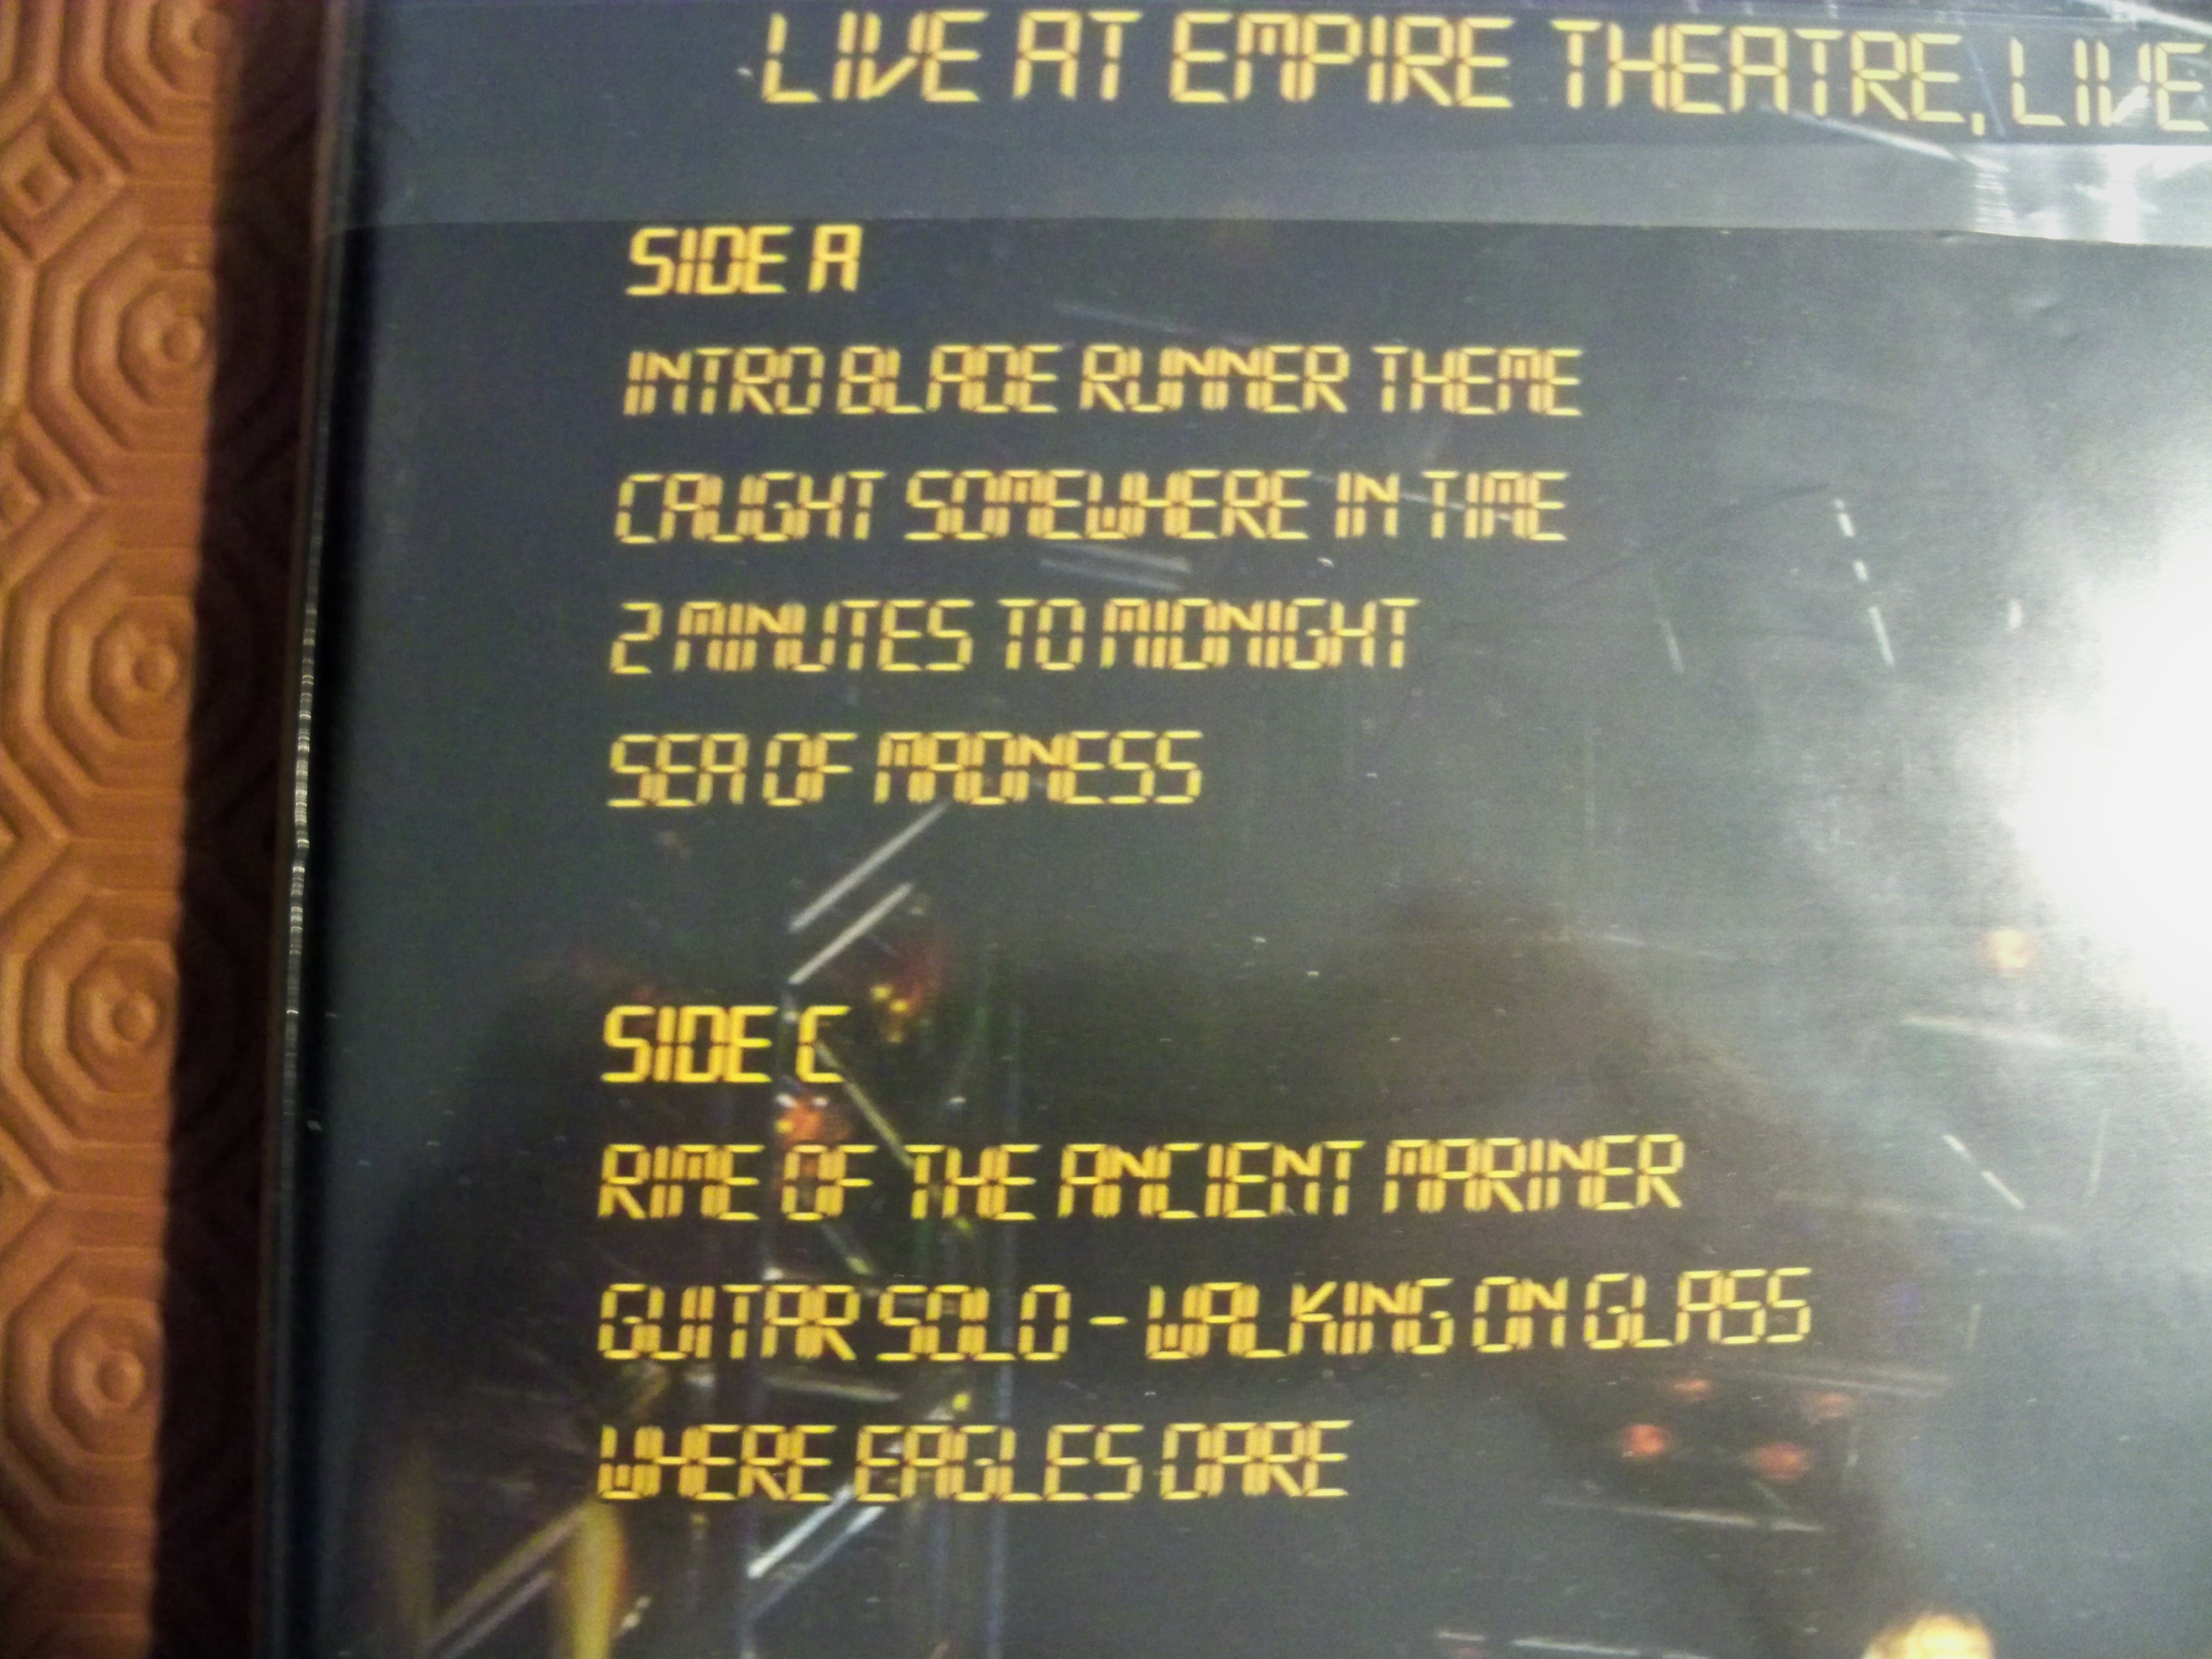 LIVE AT EMPIRE THEATRE, LIVE
SIDE A
INTRO BLADE RUNNER THEME
CAUGHT SOMEWHERE IN TIME
2 MINUTES TO MIDNIGHT
SEA OF MADNESS
SIDE C
RIME OF THE ANCIENT MARINER
GUITAR SOLO - WALKING ON GLASS
WHERE EAGLES DARE